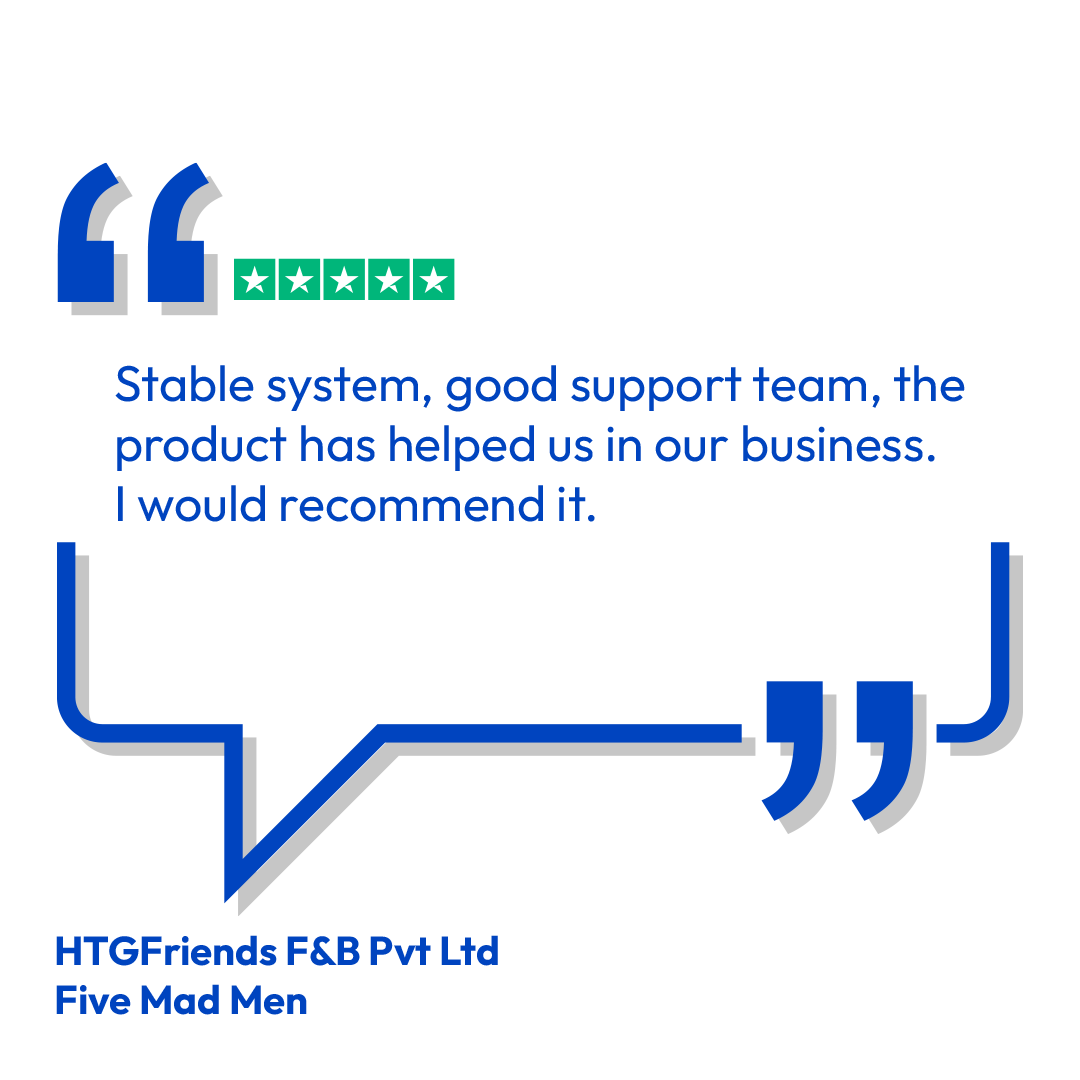 Stable system, good support team, the
product has helped us in our business.
I would recommend it.
HTGFriends F&B Pvt Ltd
Five Mad Men